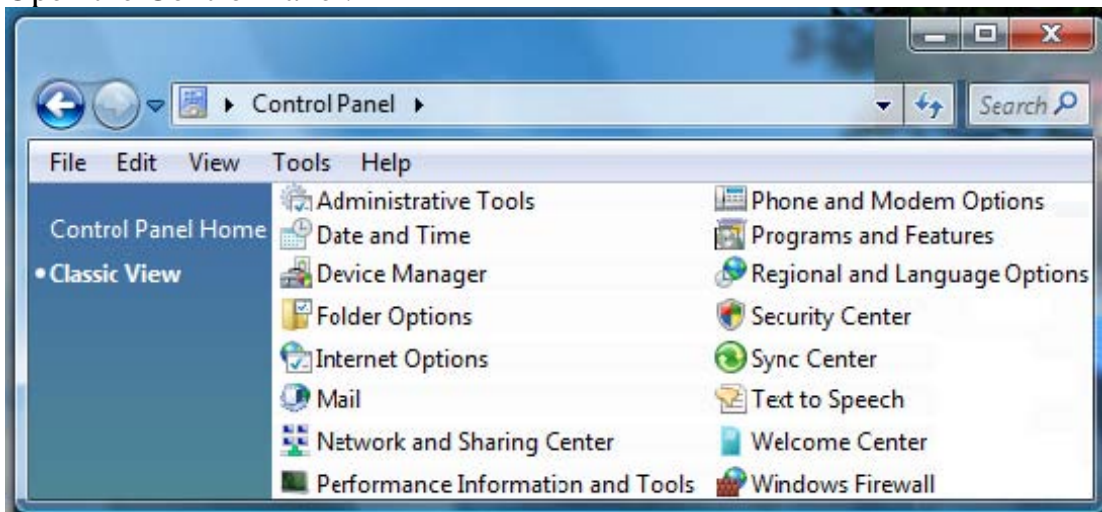 Control Panel
Search
File Edit View Tools Help
Control Panel Home
Classic View
Administrative Tools
Date and Time
Device Manager
Folder Options
Internet Options
Mail
Network and Sharing Center
Performance Information and Tools
Phone and Modem Options
Programs and Features
Regional and Language Options
Security Center
Sync Center
Text to Speech
Welcome Center
Windows Firewall